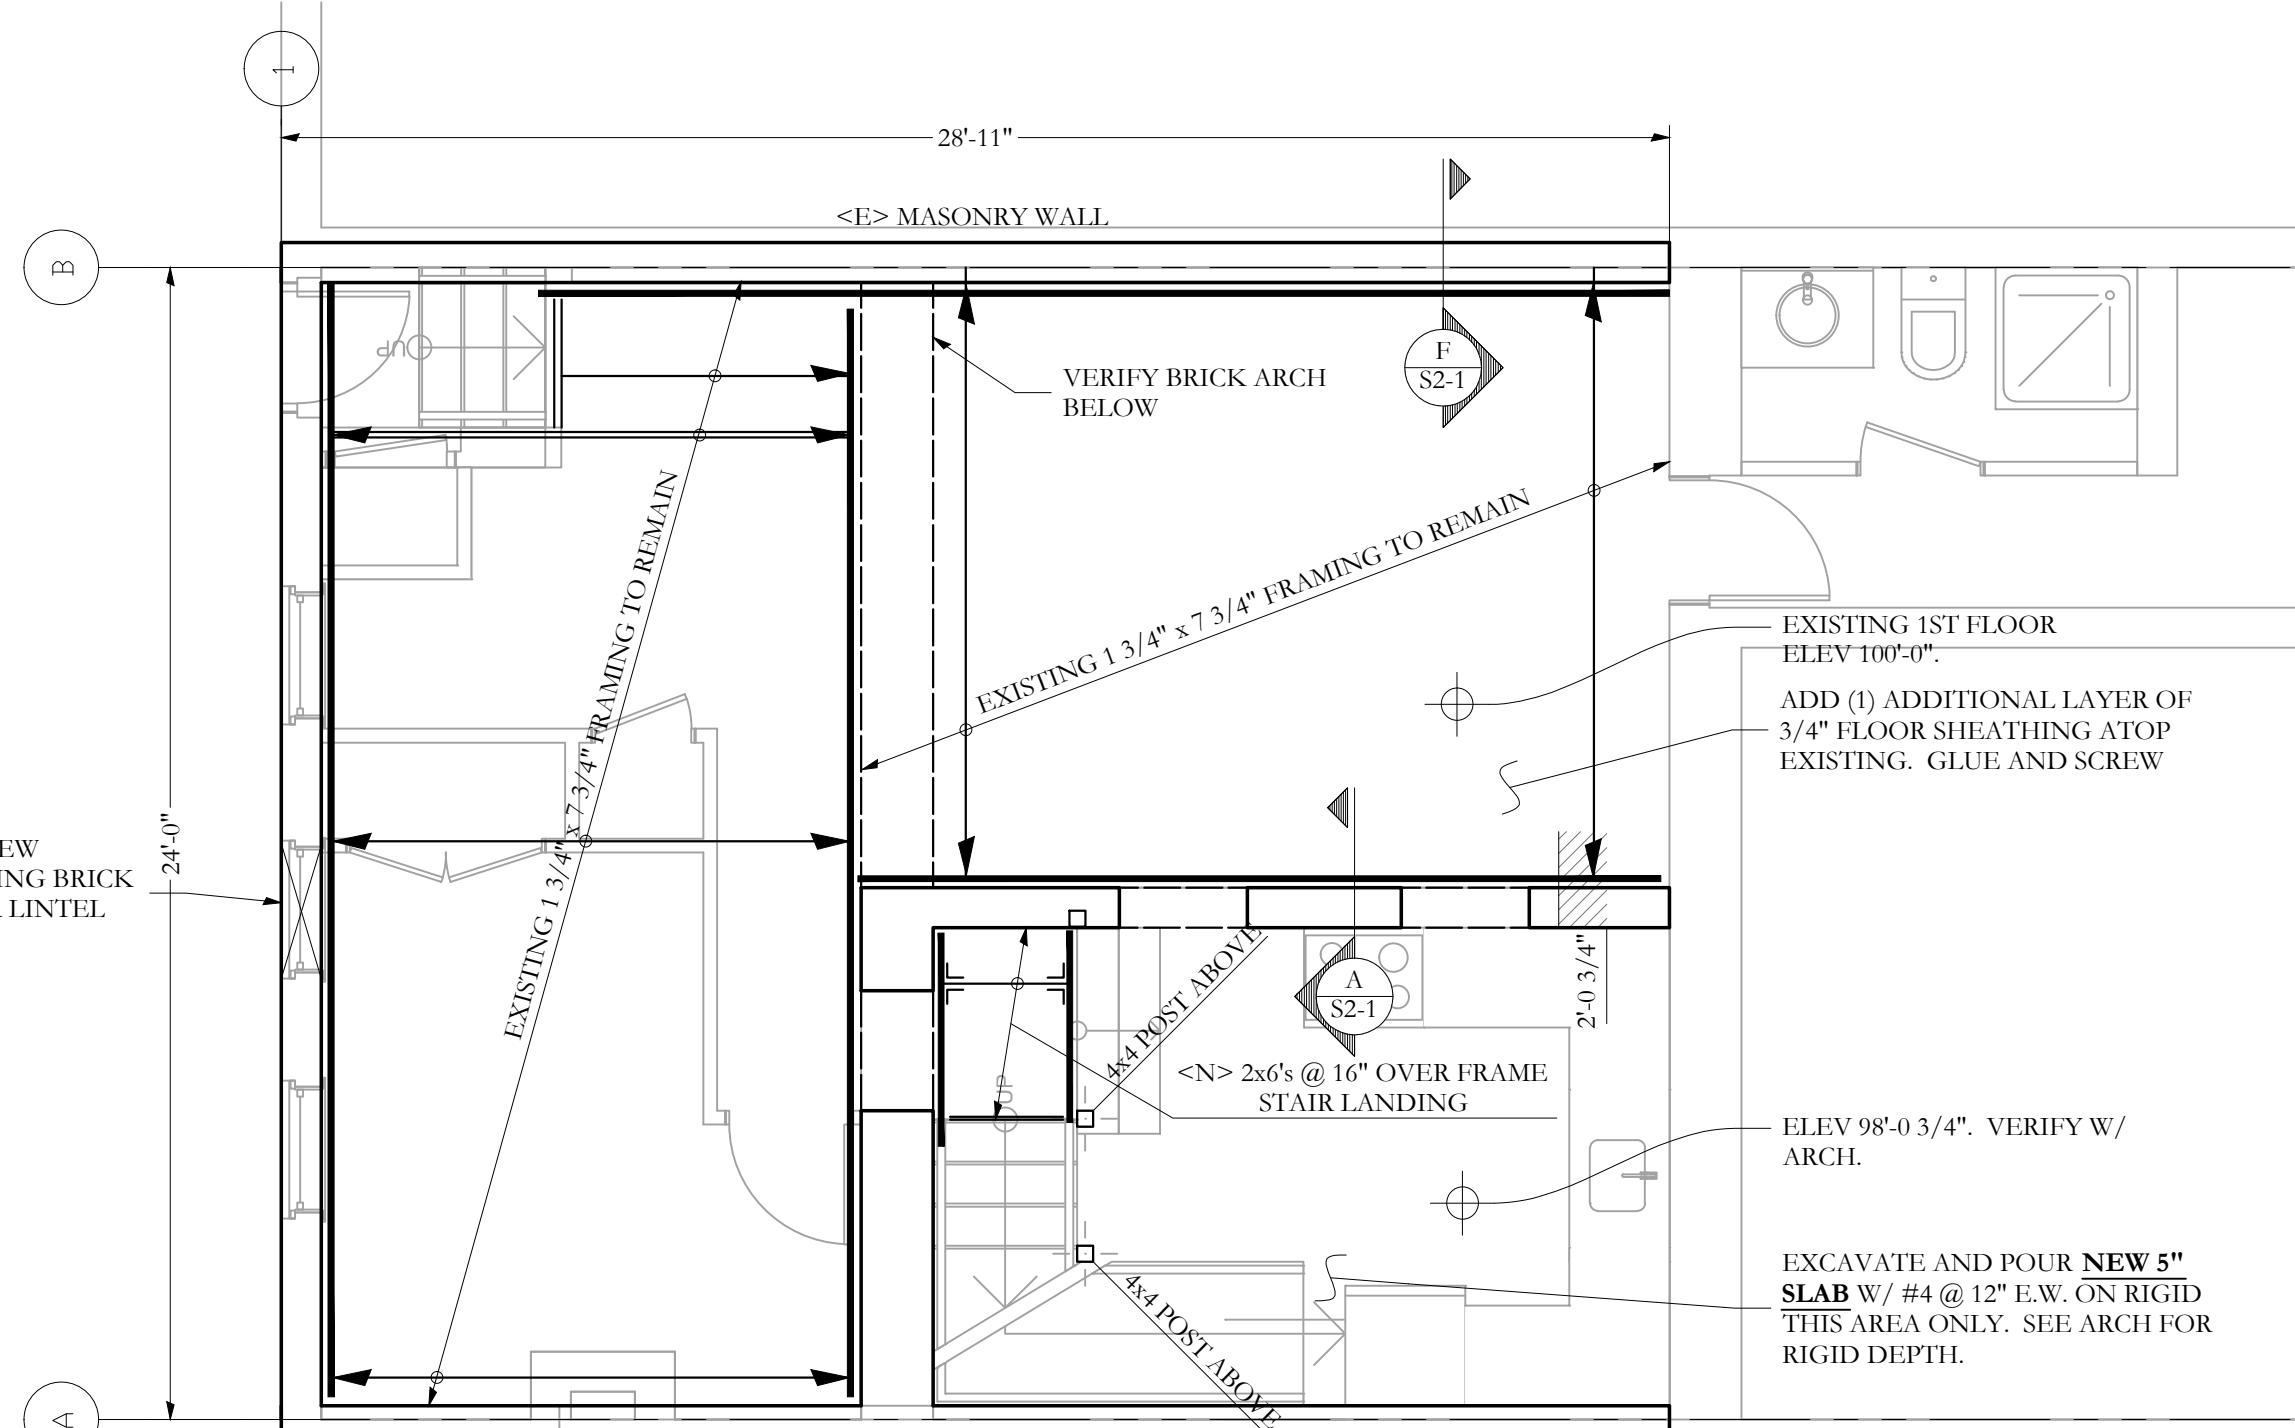 1
28'-11"
<E> MASONRY WALL
B
UP
VERIFY BRICK ARCH
BELOW
F
S2-1
EXISTING 1 3/4" x 7 3/4" FRAMING TO REMAIN
EXISTING 1 3/4" x 7 3/4" FRAMING TO REMAIN
EXISTING 1ST FLOOR
ELEV 100'-0".
ADD (1) ADDITIONAL LAYER OF
3/4" FLOOR SHEATHING ATOP
EXISTING. GLUE AND SCREW
24'-0"
EW
ING BRICK
LINTEL
2'-0 3/4"
A
S2-1
4x4 POST ABOVE
<N> 2x6's @ 16" OVER FRAME
STAIR LANDING
UP
ELEV 98'-0 3/4". VERIFY W/
ARCH.
EXCAVATE AND POUR NEW 5"
SLAB W/ #4 @ 12" E.W. ON RIGID
THIS AREA ONLY. SEE ARCH FOR
RIGID DEPTH.
4x4 POST ABOVE
A